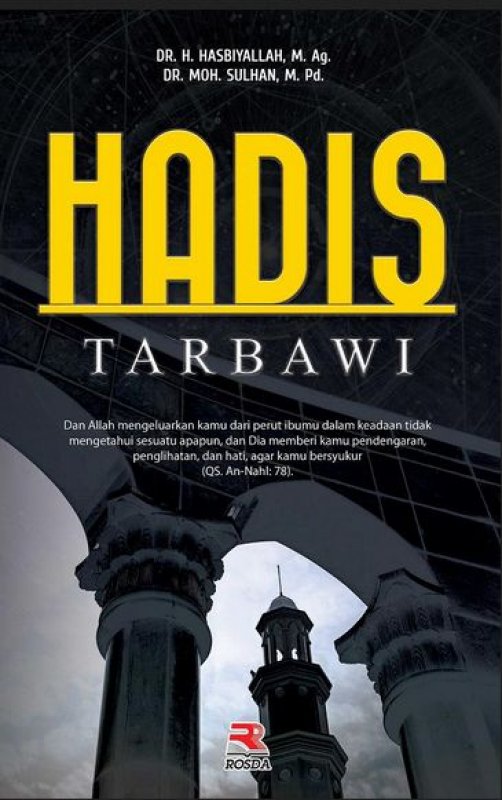 DR. H. HASBIYALLAH, M. Ag.
DR. MOH. SULHAN, M. Pd.
HADIS
TARBAWI
Dan Allah mengeluarkan kamu dari perut ibumu dalam keadaan tidak
mengetahui sesuatu apapun, dan Dia memberi kamu pendengaran,
penglihatan, dan hati, agar kamu bersyukur
(QS. An-Nahl: 78).
ROSDA